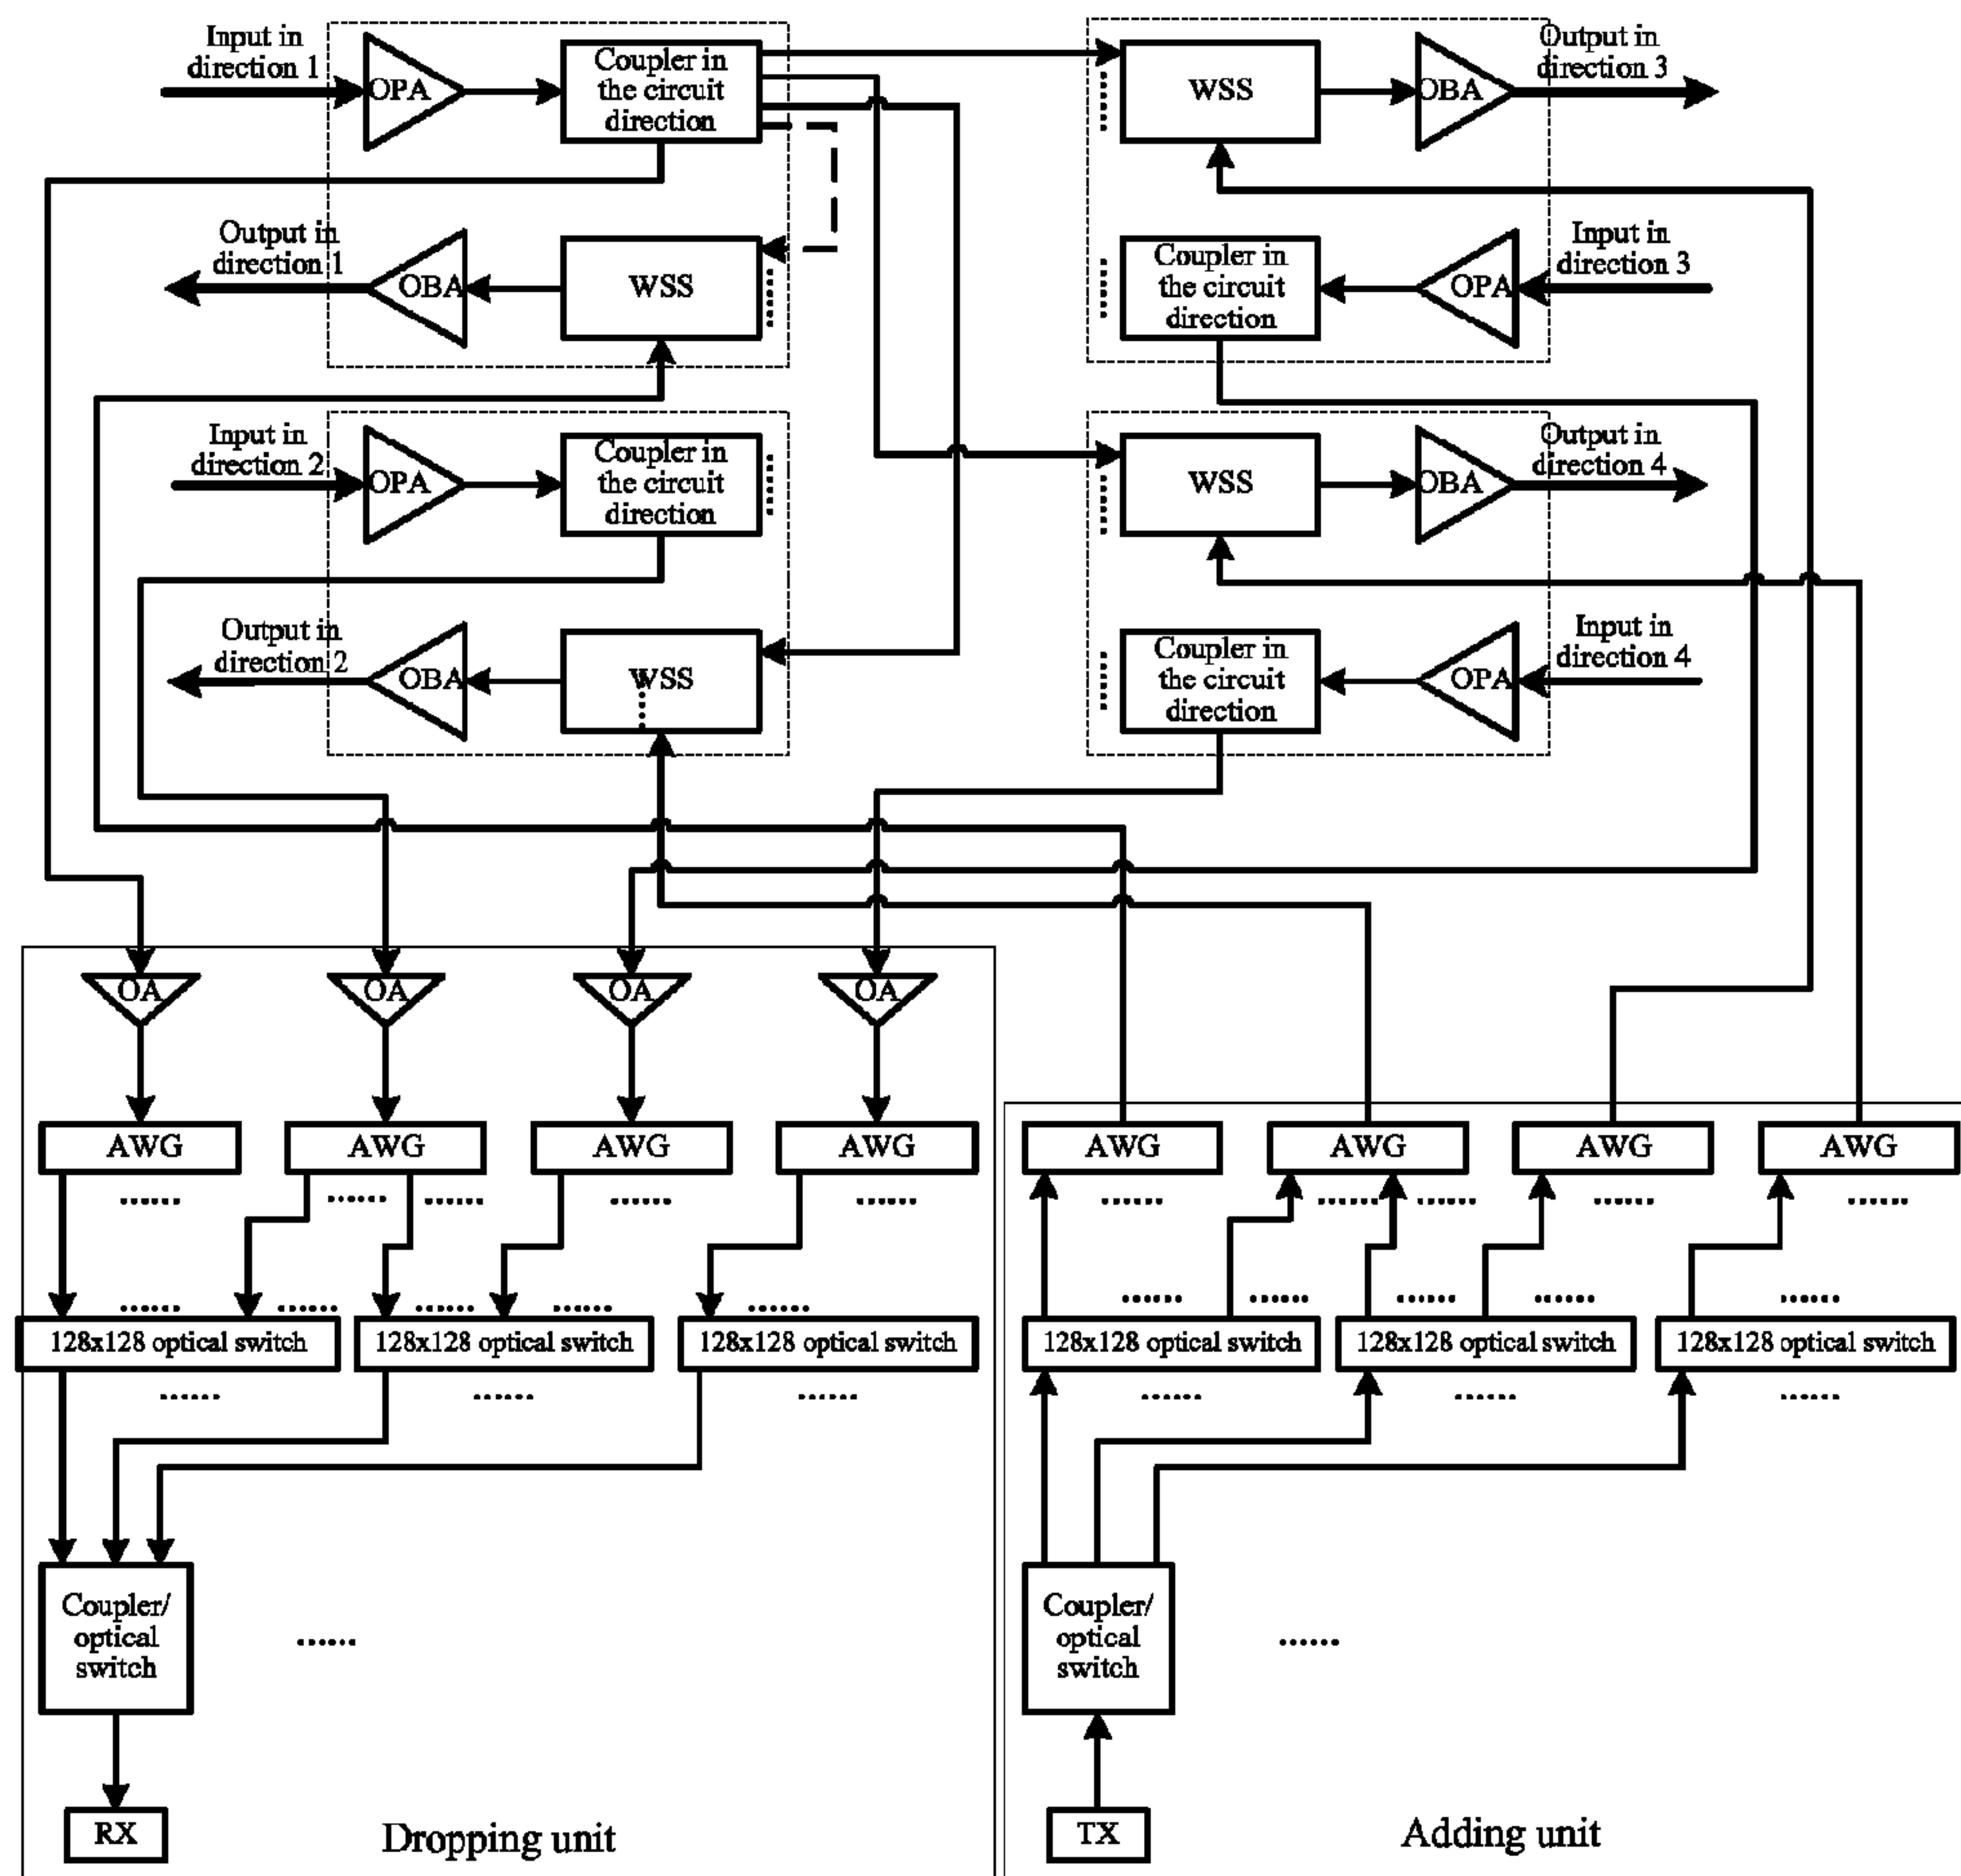 Input in
direction 1
OPA
Coupler in
the circuit
direction
WSS
OBA
Output in
direction 3
Output in
direction 1
OBA
WSS
Coupler in
the circuit
direction
OPA
Input in
direction 3
Input in
direction 2
OPA
Coupler in
the circuit
direction
WSS
OBA
Output in
direction 4
Output in
direction 2
OBA
WSS
Coupler in
the circuit
direction
OPA
Input in
direction 4
OA
OA
OA
OA
AWG
AWG
AWG
AWG
AWG
AWG
AWG
AWG
128x128 optical switch
128x128 optical switch
128x128 optical switch
128x128 optical switch
128x128 optical switch
128x128 optical switch
Coupler/
optical
switch
Coupler/
optical
switch
RX
Dropping unit
TX
Adding unit